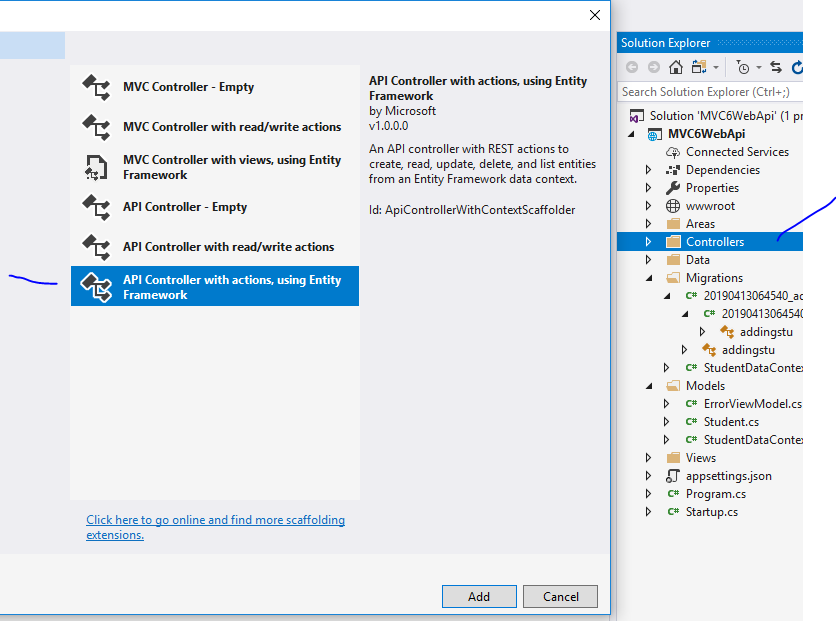 MVC Controller - Empty
MVC Controller with read/write actions
MVC Controller with views, using Entity
Framework
API Controller - Empty
API Controller with read/write actions
API Controller with actions, using Entity
Framework
Click here to go online and find more scaffolding
extensions.
API Controller with actions, using Entity
Framework
by Microsoft
v1.0.0.0
An API controller with REST actions to
create, read, update, delete, and list entities
from an Entity Framework data context.
Id: ApiControllerWithContextScaffolder
Add
Cancel
Solution Explorer
Search Solution Explorer (Ctrl+;)
Solution 'MVC6WebApi' (1 pr
MVC6WebApi
Connected Services
Dependencies
Properties
wwwroot
Areas
Controllers
Data
Migrations
C# 20190413064540_ad
C# 20190413064540
addingstu
addingstu
C# StudentDataContex
Models
C# ErrorViewModel.cs
C# Student.cs
C# StudentDataContex
Views
appsettings.json
C# Program.cs
C# Startup.cs